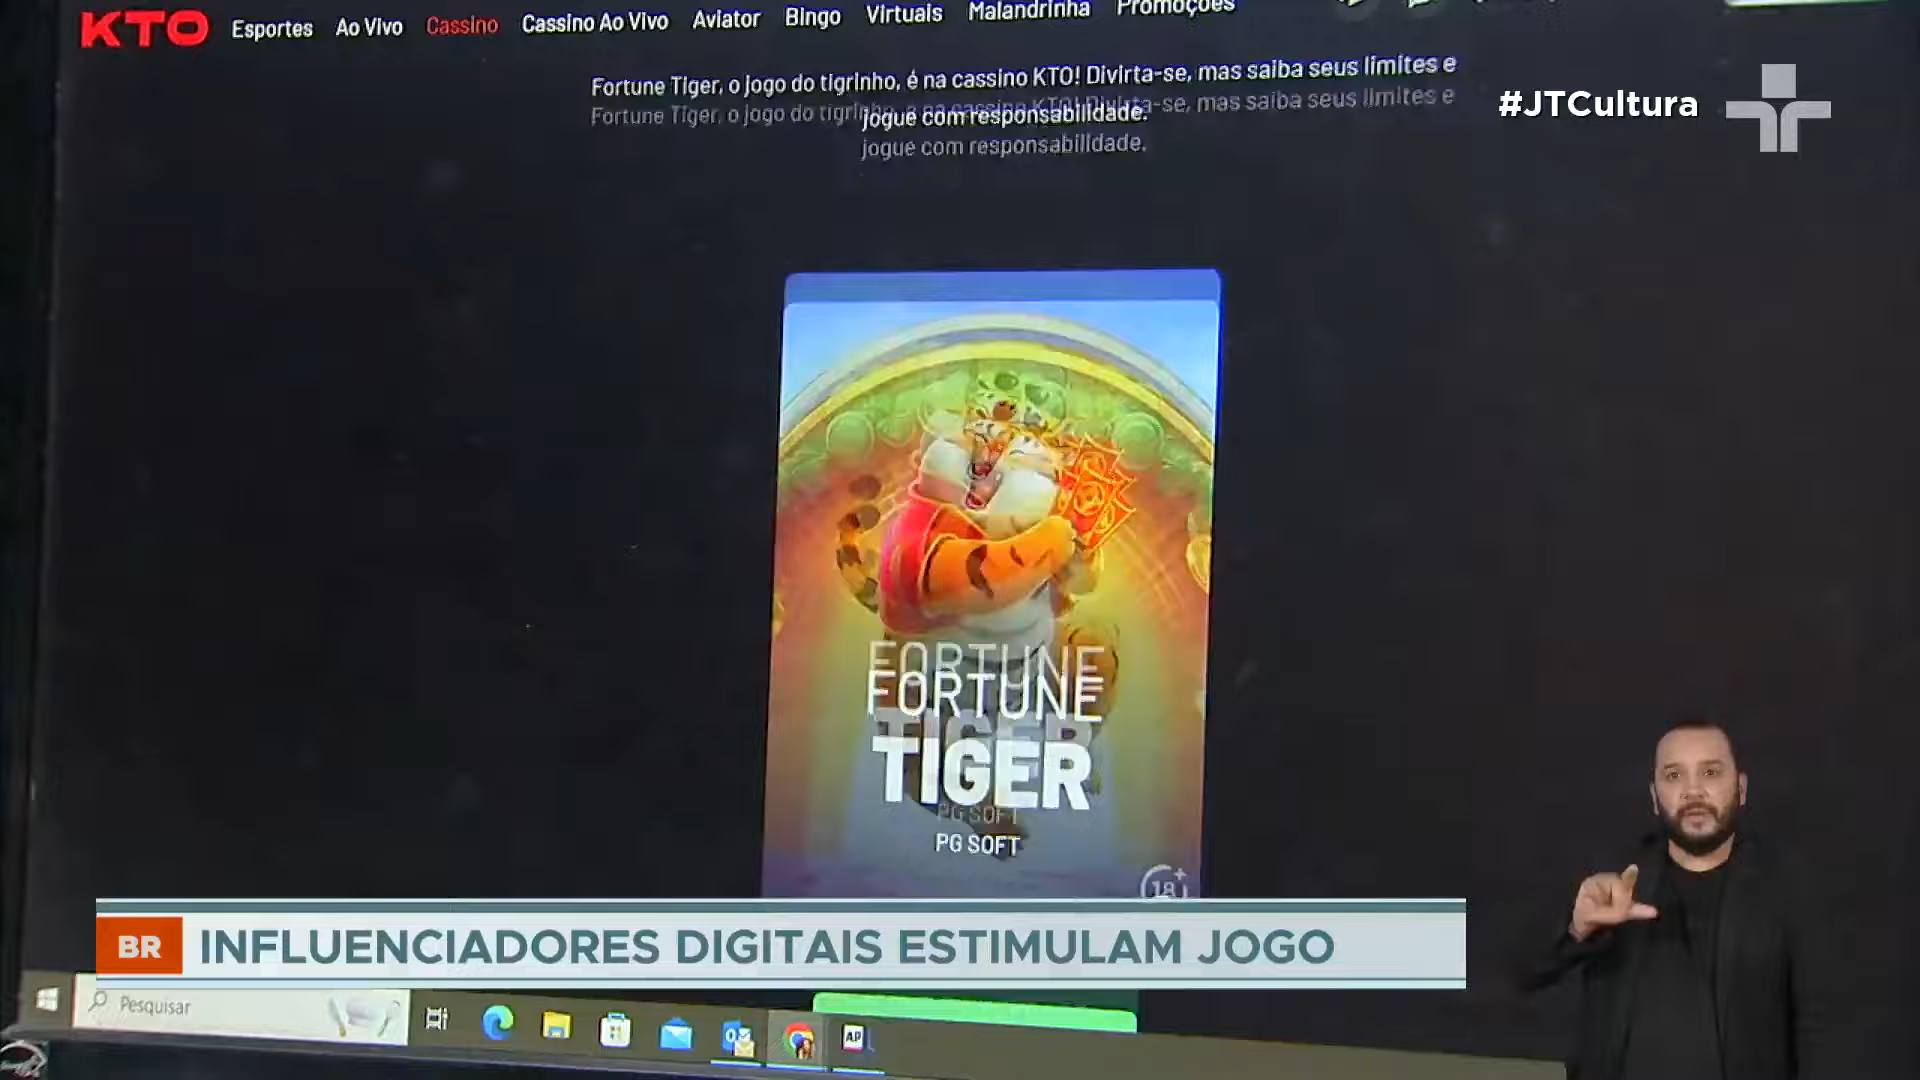 KTO Esportes Ao Vivo Cassino Cassino Ao Vivo Aviator Bingo Virtuais Malandrinha Promoções
Fortune Tiger, o jogo do tigrinho, é na cassino KTO! Divirta-se, mas saiba seus limites e
jogue com responsabilidade.
#JTCultura
FORTUNE
TIGER
PG SOFT
18+
BR INFLUENCIADORES DIGITAIS ESTIMULAM JOGO
Pesquisar